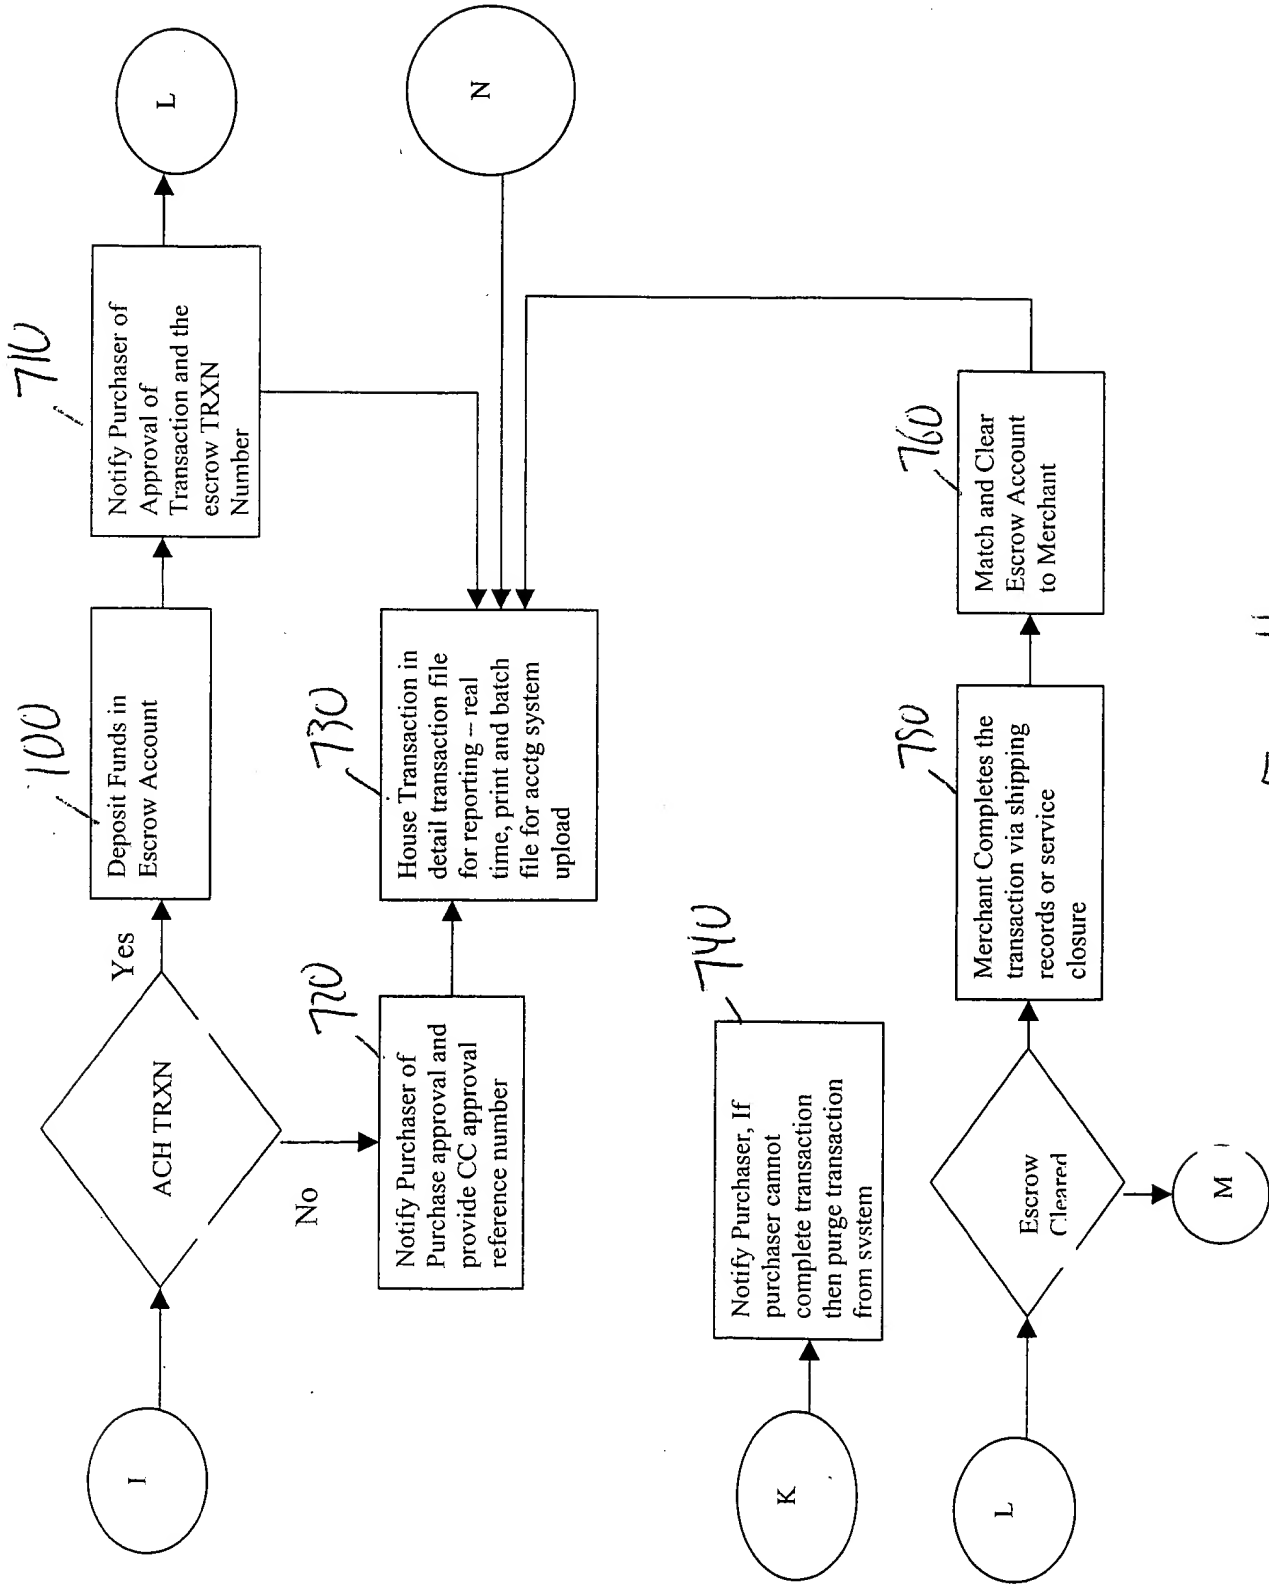 I
ACH TRXN
Yes
No
100
Deposit Funds in
Escrow Account
710
Notify Purchaser of
Approval of
Transaction and the
escrow TRXN
Number
L
720
Notify Purchaser of
Purchase approval and
provide CC approval
reference number
730
House Transaction in
detail transaction file
for reporting – real
time, print and batch
file for acctg system
upload
N
K
740
Notify Purchaser, If
purchaser cannot
complete transaction
then purge transaction
from system
L
Escrow
Cleared
M
750
Merchant Completes the
transaction via shipping
records or service
closure
760
Match and Clear
Escrow Account
to Merchant